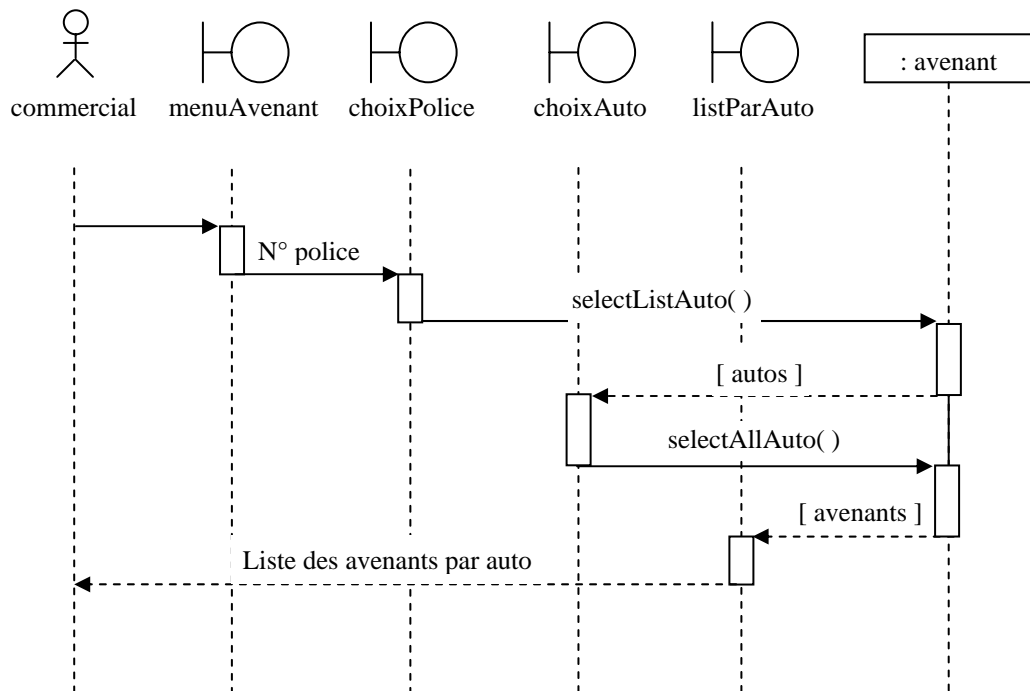 : avenant
commercial menuAvenant choixPolice choixAuto listParAuto
N° police
selectListAuto( )
[ autos ]
selectAllAuto( )
[ avenants ]
Liste des avenants par auto